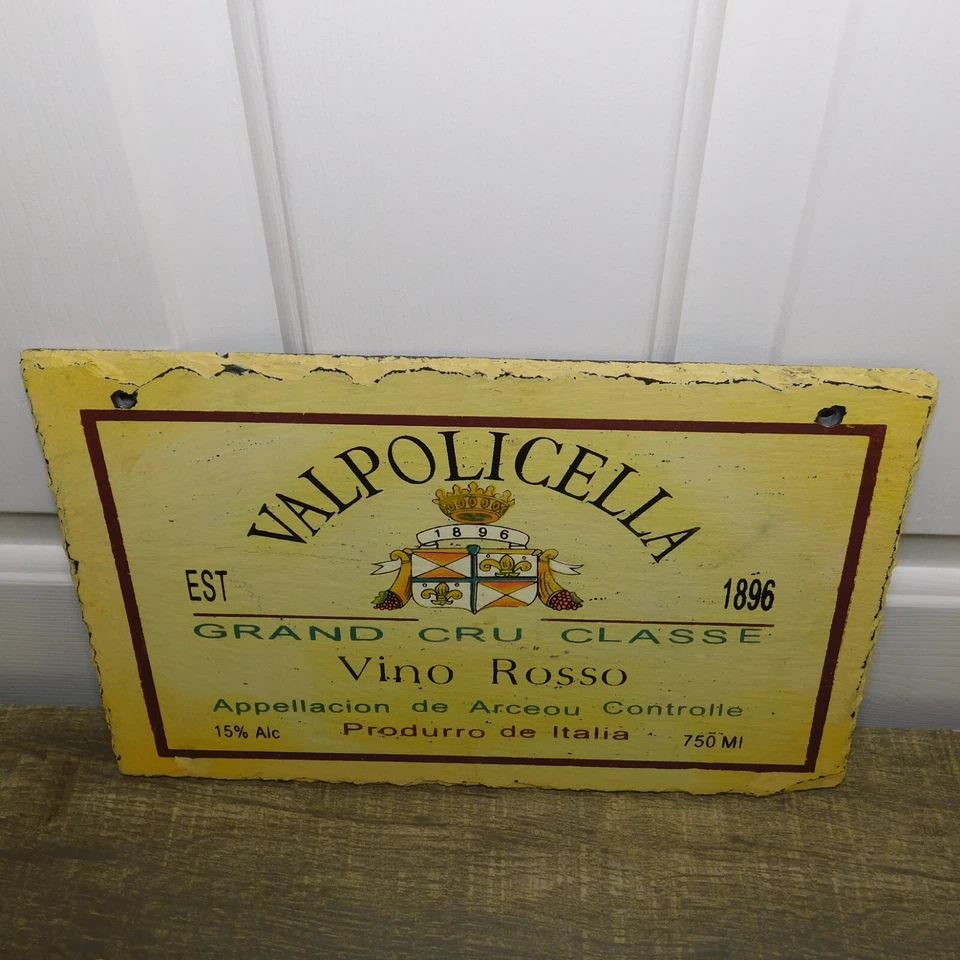 VALPOLICELLA
1896
EST 1896
GRAND CRU CLASSE
Vino Rosso
Appellacion de Arceou Controlle
15% Alc Produrro de Italia 750 Ml